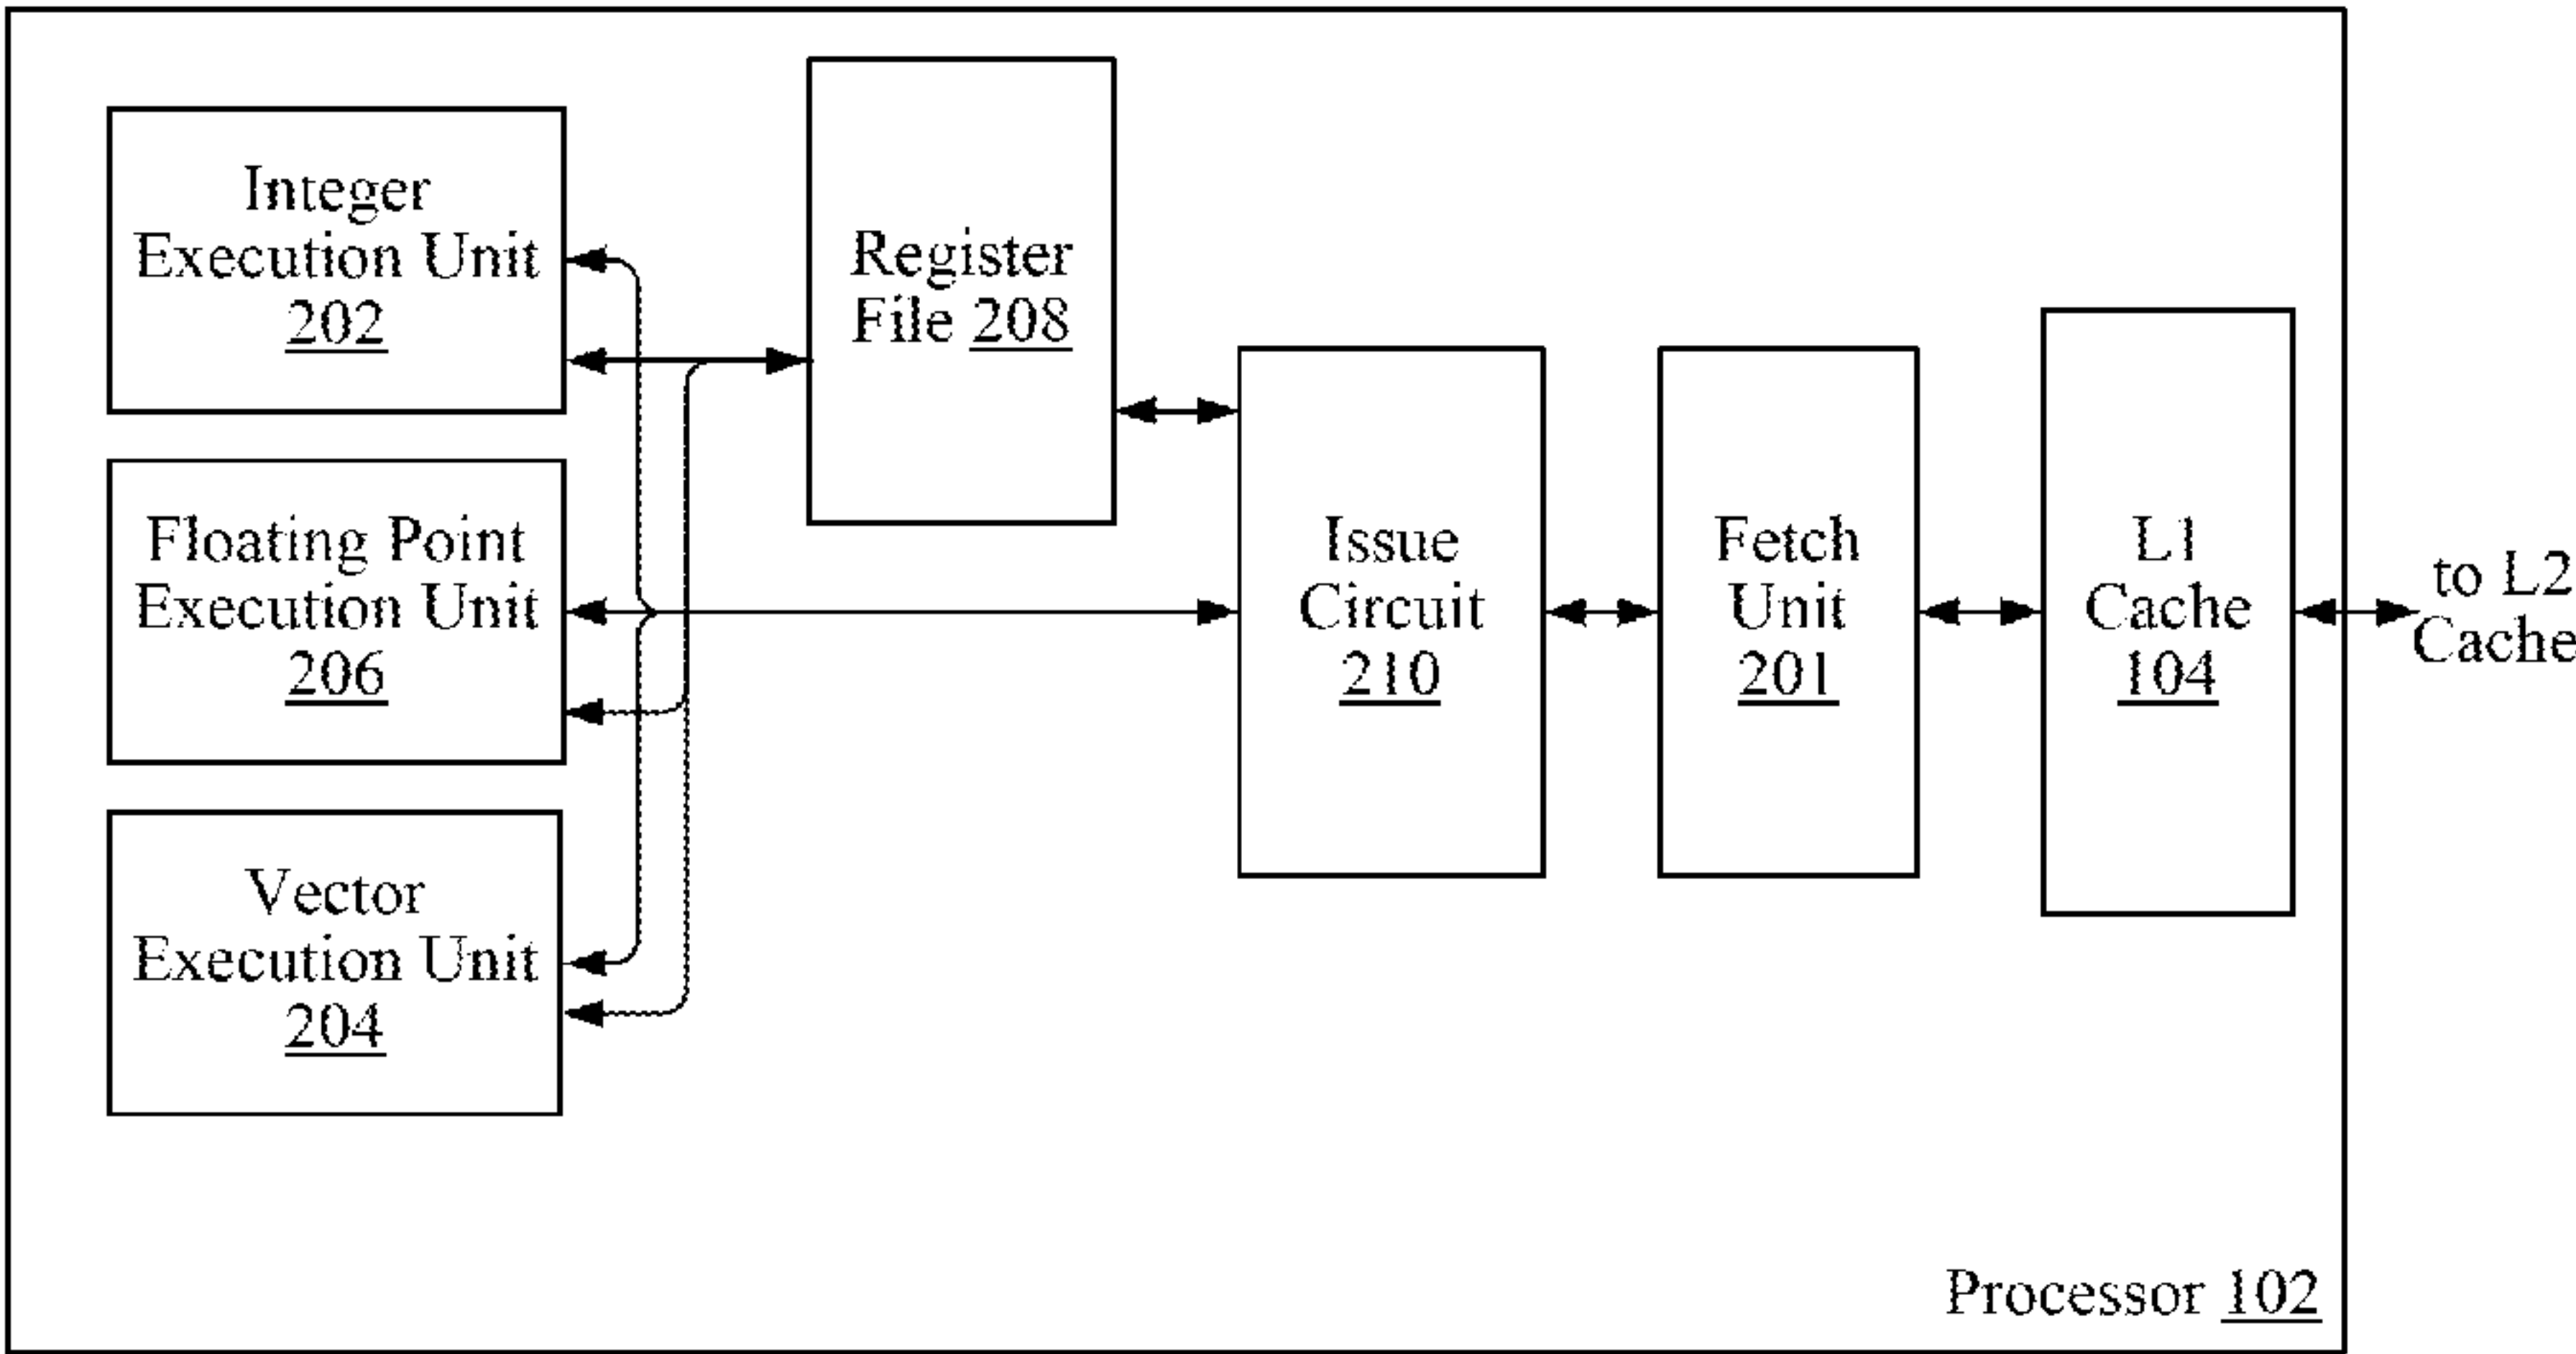 Integer
Execution Unit
202
Register
File 208
Floating Point
Execution Unit
206
Vector
Execution Unit
204
Issue
Circuit
210
Fetch
Unit
201
L1
Cache
104
to L2
Cache
Processor 102